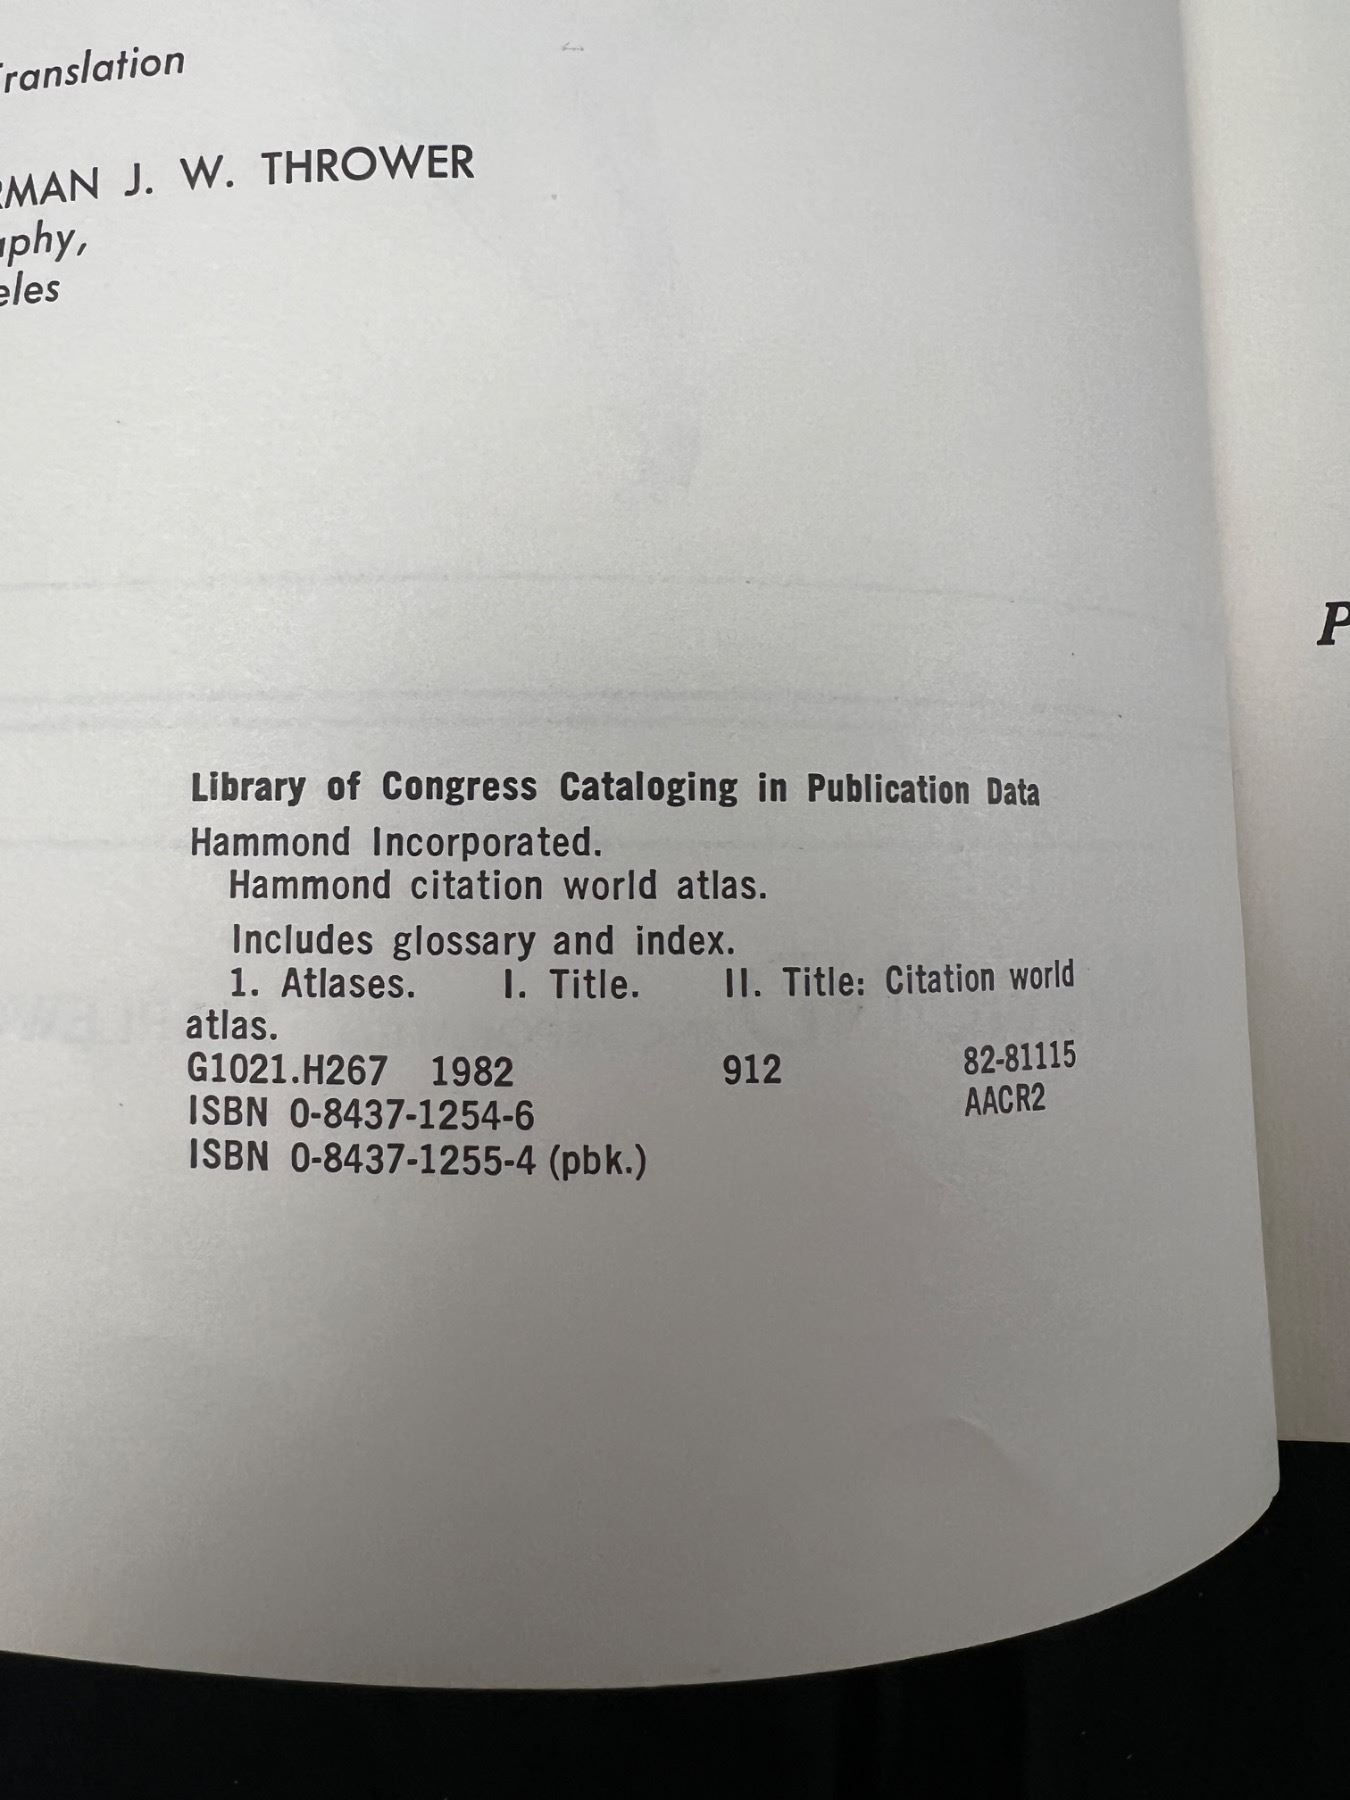 Translation
RMAN J. W. THROWER
aphy,
eles
P
Library of Congress Cataloging in Publication Data
Hammond Incorporated.
Hammond citation world atlas.
Includes glossary and index.
1. Atlases. I. Title. II. Title: Citation world
atlas.
G1021.H267 1982 912 82-81115
AACR2
ISBN 0-8437-1254-6
ISBN 0-8437-1255-4 (pbk.)